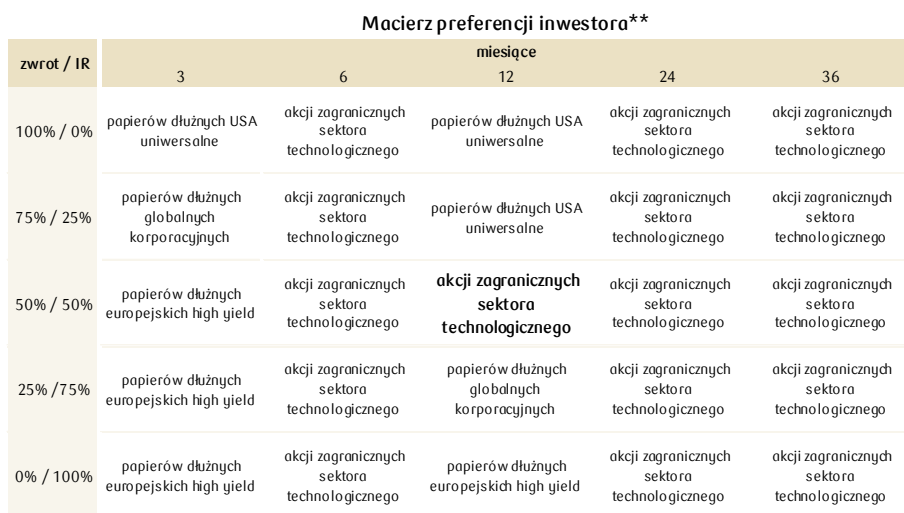 Macierz preferencji inwestora**
zwrot / IR
miesiące
3 6 12 24 36
100% / 0%
papierów dłużnych USA
uniwersalne
akcji zagranicznych
sektora
technologicznego
papierów dłużnych USA
uniwersalne
akcji zagranicznych
sektora
technologicznego
akcji zagranicznych
sektora
technologicznego
75% / 25%
papierów dłużnych
globalnych
korporacyjnych
akcji zagranicznych
sektora
technologicznego
papierów dłużnych USA
uniwersalne
akcji zagranicznych
sektora
technologicznego
akcji zagranicznych
sektora
technologicznego
50% / 50%
papierów dłużnych
europejskich high yield
akcji zagranicznych
sektora
technologicznego
akcji zagranicznych
sektora
technologicznego
akcji zagranicznych
sektora
technologicznego
akcji zagranicznych
sektora
technologicznego
25% /75%
papierów dłużnych
europejskich high yield
akcji zagranicznych
sektora
technologicznego
papierów dłużnych
globalnych
korporacyjnych
akcji zagranicznych
sektora
technologicznego
akcji zagranicznych
sektora
technologicznego
0% / 100%
papierów dłużnych
europejskich high yield
akcji zagranicznych
sektora
technologicznego
papierów dłużnych
europejskich high yield
akcji zagranicznych
sektora
technologicznego
akcji zagranicznych
sektora
technologicznego